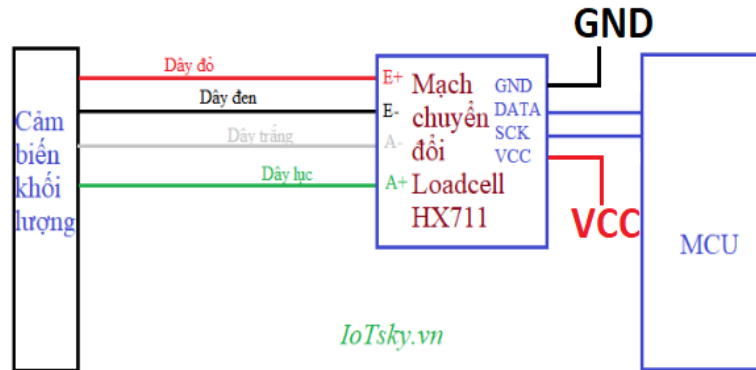 GND
Dây đỏ
Dây đen
Dây trắng
Dây lục
Cảm
biến
khối
lượng
E+
E-
A-
A+
Mạch
chuyển
đổi
Loadcell
HX711
GND
DATA
SCK
VCC
VCC
MCU
IoTsky.vn